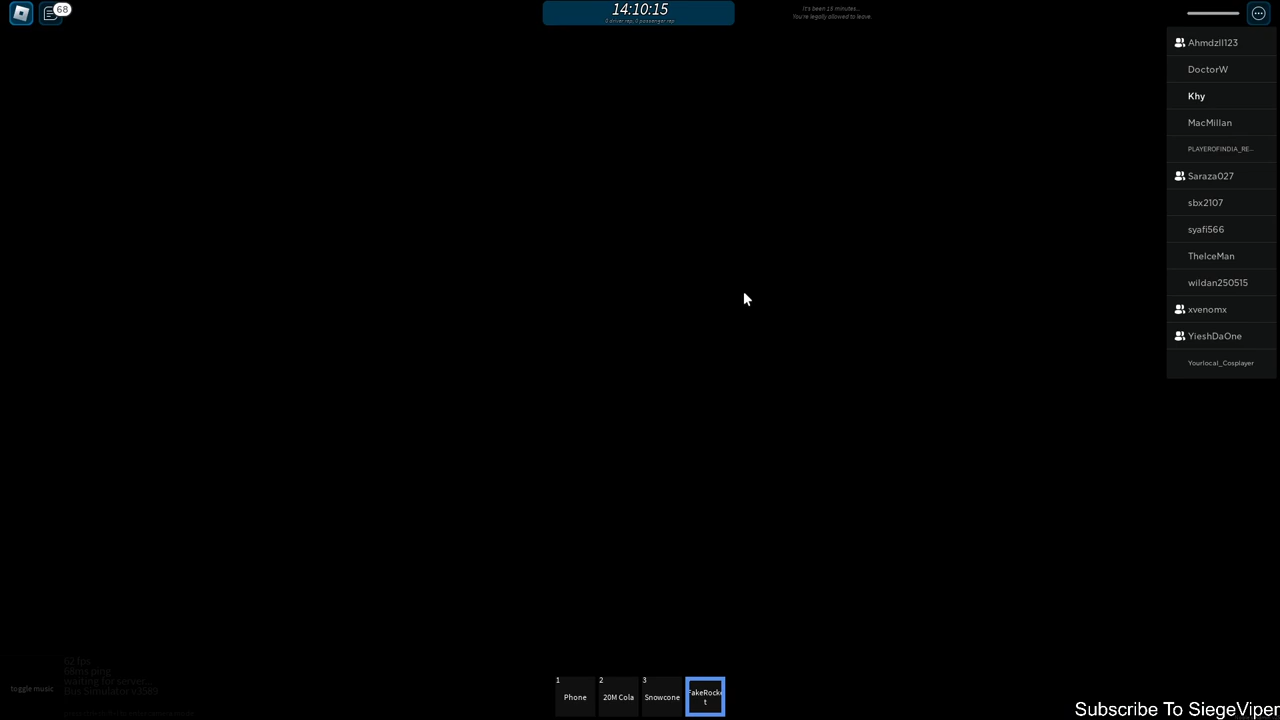 68
14:10:15
0 driver rep, 0 passenger rep
It's been 15 minutes...
You're legally allowed to leave.
Ahmdzll123
DoctorW
Khy
MacMillan
PLAYEROFINDIA_RE...
Saraza027
sbx2107
syafi566
TheIceMan
wildan250515
xvenomx
YieshDaOne
Yourlocal_Cosplayer
62 fps
68ms ping
waiting for server...
Bus Simulator v3589
toggle music
1
Phone
2
20M Cola
3
Snowcone
FakeRocke
t
Subscribe To SiegeViper